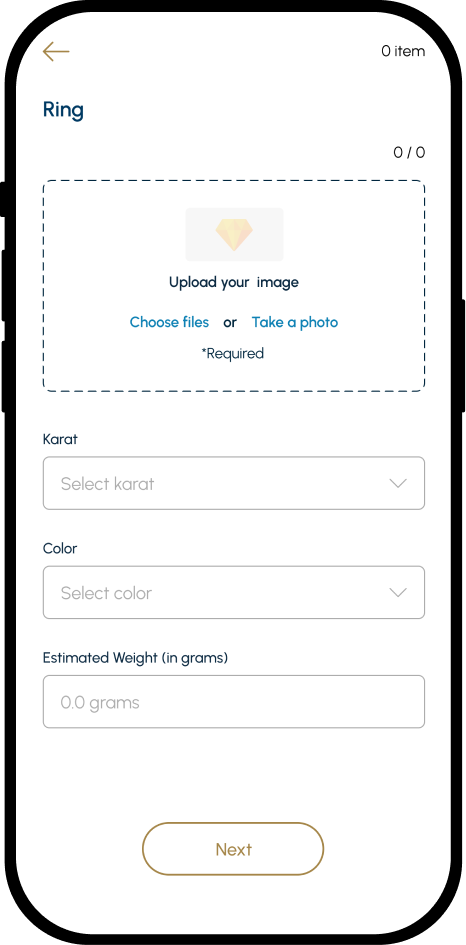 0 item
Ring
0 / 0
Upload your image
Choose files or Take a photo
*Required
Karat
Select karat
Color
Select color
Estimated Weight (in grams)
0.0 grams
Next